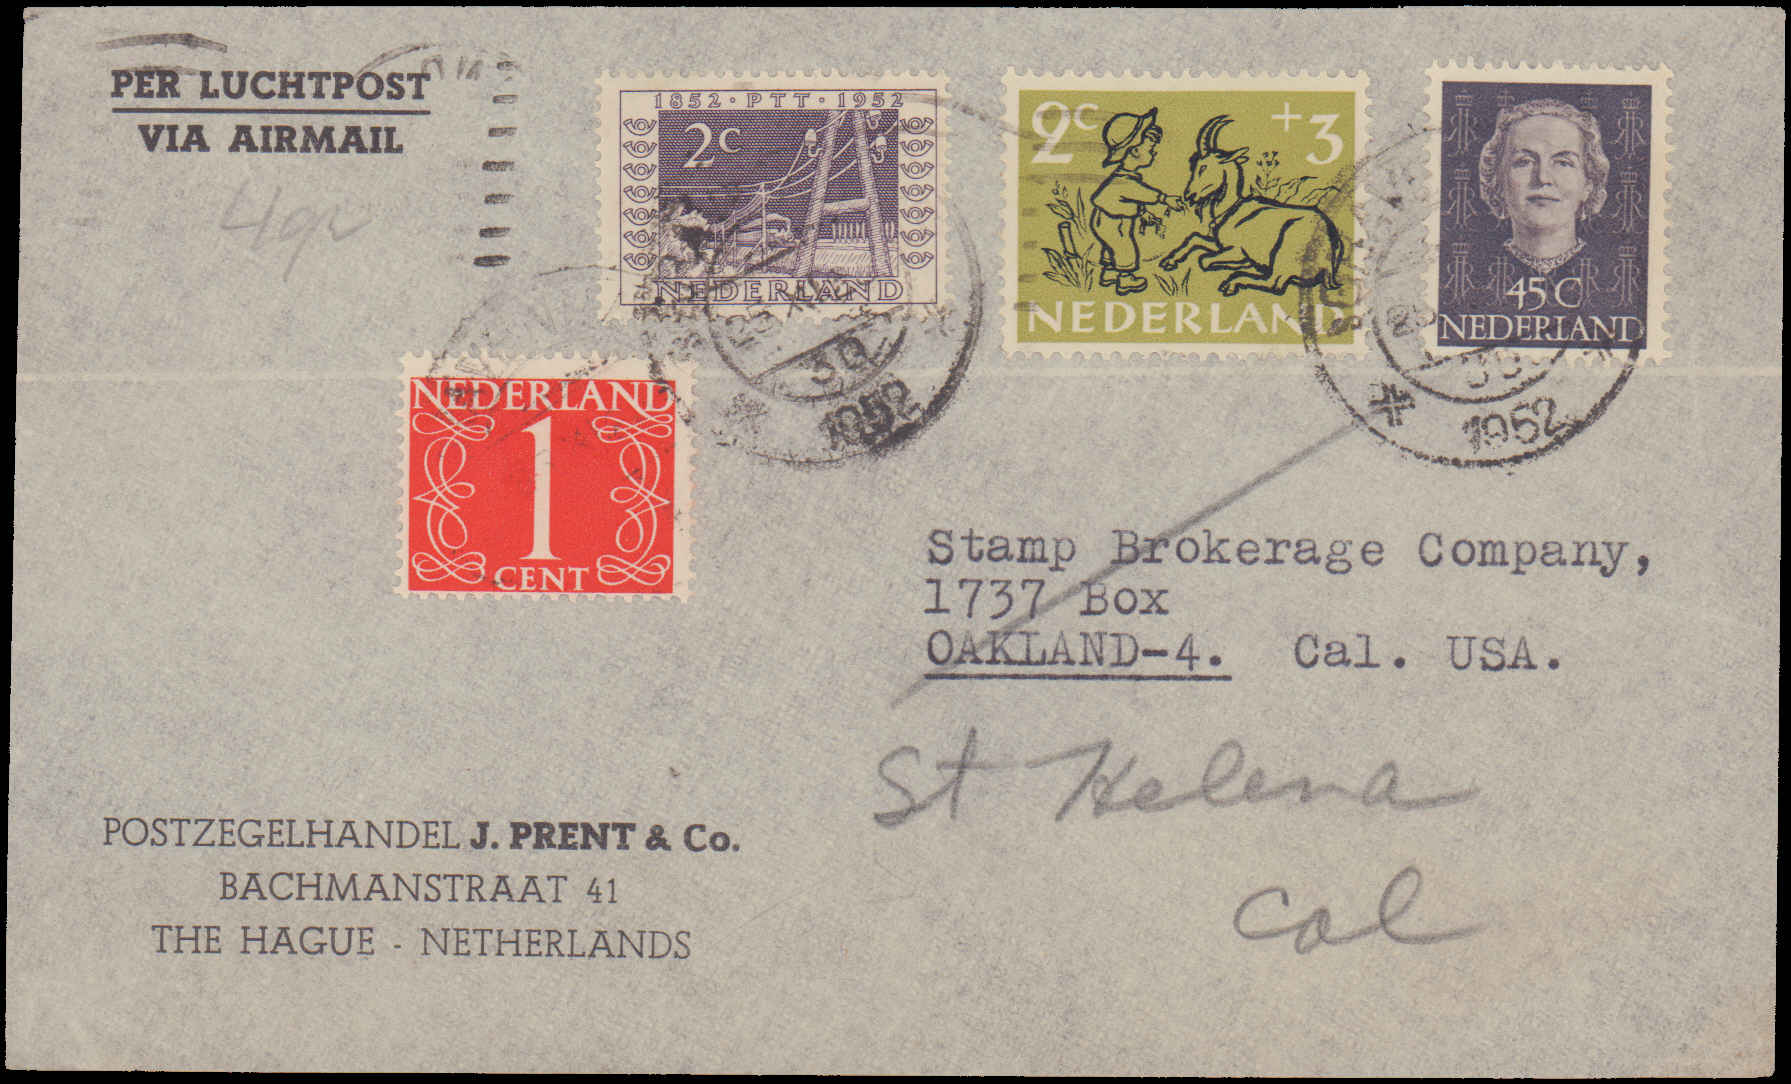 PER LUCHTPOST
VIA AIRMAIL
1852 · PTT · 1952
2c
NEDERLAND
2c +3
NEDERLAND
45 C
NEDERLAND
NEDERLAND
1
CENT
1952
1952
Stamp Brokerage Company,
1737 Box
OAKLAND-4. Cal. USA.
St Helena
Cal
POSTZEGELHANDEL J. PRENT & Co.
BACHMANSTRAAT 41
THE HAGUE - NETHERLANDS